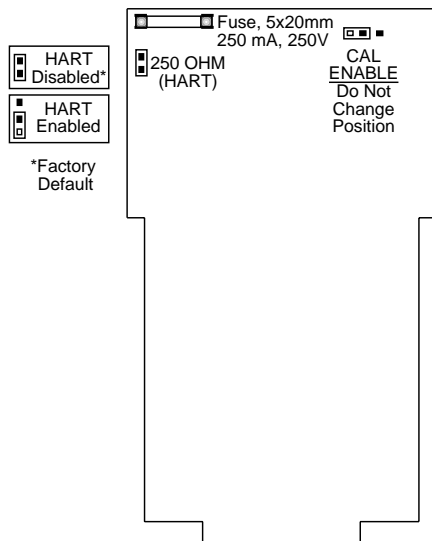 HART
Disabled*
HART
Enabled
*Factory
Default
Fuse, 5x20mm
250 mA, 250V
250 OHM
(HART)
CAL
ENABLE
Do Not
Change
Position